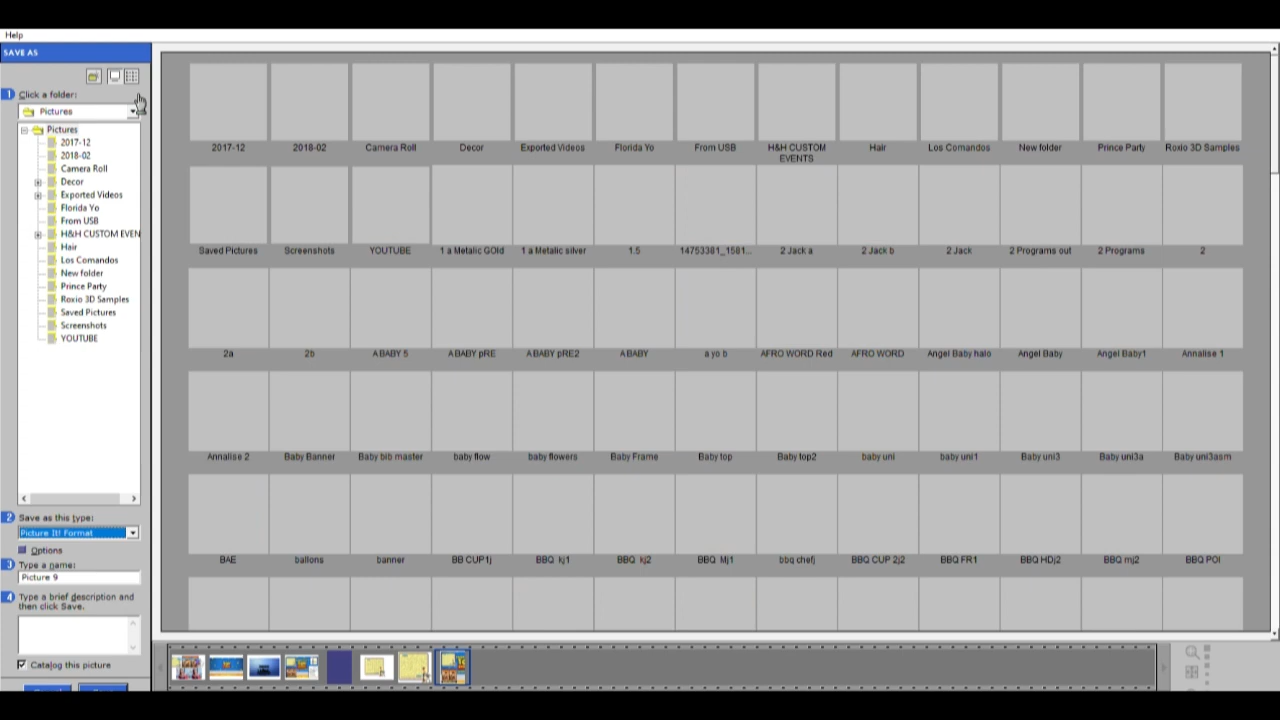 Help
SAVE AS
1 Click a folder:
Pictures
Pictures
2017-12
2018-02
Camera Roll
Decor
Exported Videos
Florida Yo
From USB
H&H CUSTOM EVEN
Hair
Los Comandos
New folder
Prince Party
Roxio 3D Samples
Saved Pictures
Screenshots
YOUTUBE
2 Save as this type:
Picture It! Format
Options
3 Type a name:
Picture 9
4 Type a brief description and
then click Save.
Catalog this picture
2017-12 2018-02 Camera Roll Decor Exported Videos Florida Yo From USB H&H CUSTOM EVENTS Hair Los Comandos New folder Prince Party Roxio 3D Samples
Saved Pictures Screenshots YOUTUBE 1 a Metalic GOld 1 a Metalic silver 1.5 14753381_1581... 2 Jack a 2 Jack b 2 Jack 2 Programs out 2 Programs 2
2a 2b A BABY 5 A BABY pRE A BABY pRE2 A BABY a yo b AFRO WORD Red AFRO WORD Angel Baby halo Angel Baby Angel Baby1 Annalise 1
Annalise 2 Baby Banner Baby bib master baby flow baby flowers Baby Frame Baby top Baby top2 baby uni baby uni1 Baby uni3 Baby uni3a Baby uni3asm
BAE ballons banner BB CUP1j BBQ kj1 BBQ kj2 BBQ Mj1 bbq chefj BBQ CUP 2j2 BBQ FR1 BBQ HDj2 BBQ mj2 BBQ POl